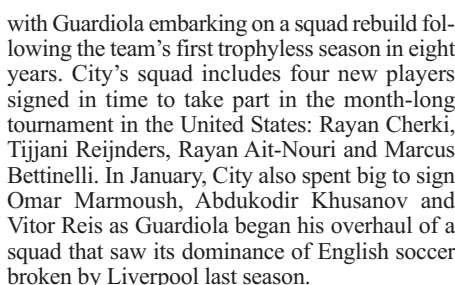 with Guardiola embarking on a squad rebuild fol-
lowing the team's first trophyless season in eight
years. City's squad includes four new players
signed in time to take part in the month-long
tournament in the United States: Rayan Cherki,
Tijjani Reijnders, Rayan Ait-Nouri and Marcus
Bettinelli. In January, City also spent big to sign
Omar Marmoush, Abdukodir Khusanov and
Vitor Reis as Guardiola began his overhaul of a
squad that saw its dominance of English soccer
broken by Liverpool last season.